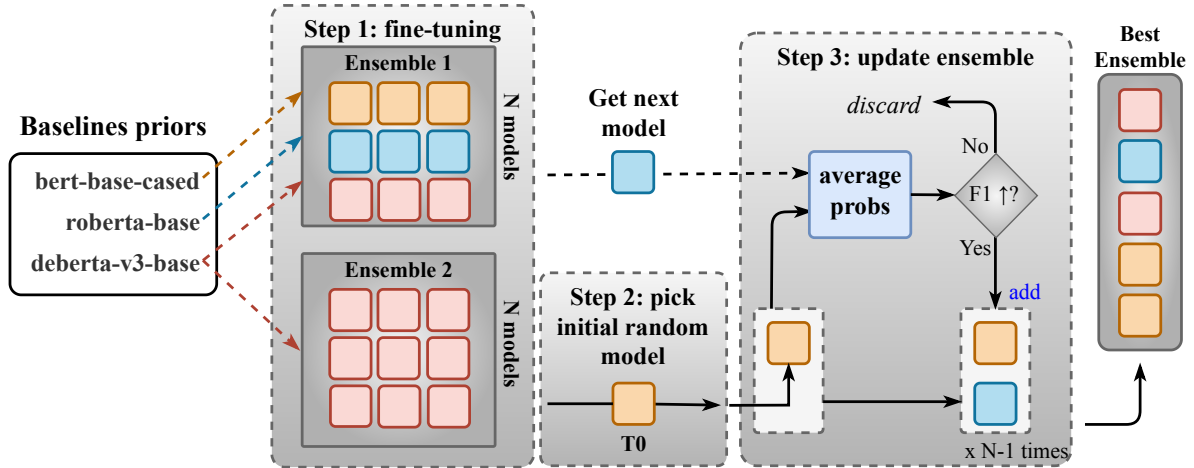 Baselines priors
bert-base-cased
roberta-base
deberta-v3-base
Step 1: fine-tuning
Ensemble 1
N models
Ensemble 2
N models
Get next
model
Step 2: pick
initial random
model
T0
Step 3: update ensemble
discard
No
average
probs
F1 ↑?
Yes
add
x N-1 times
Best
Ensemble